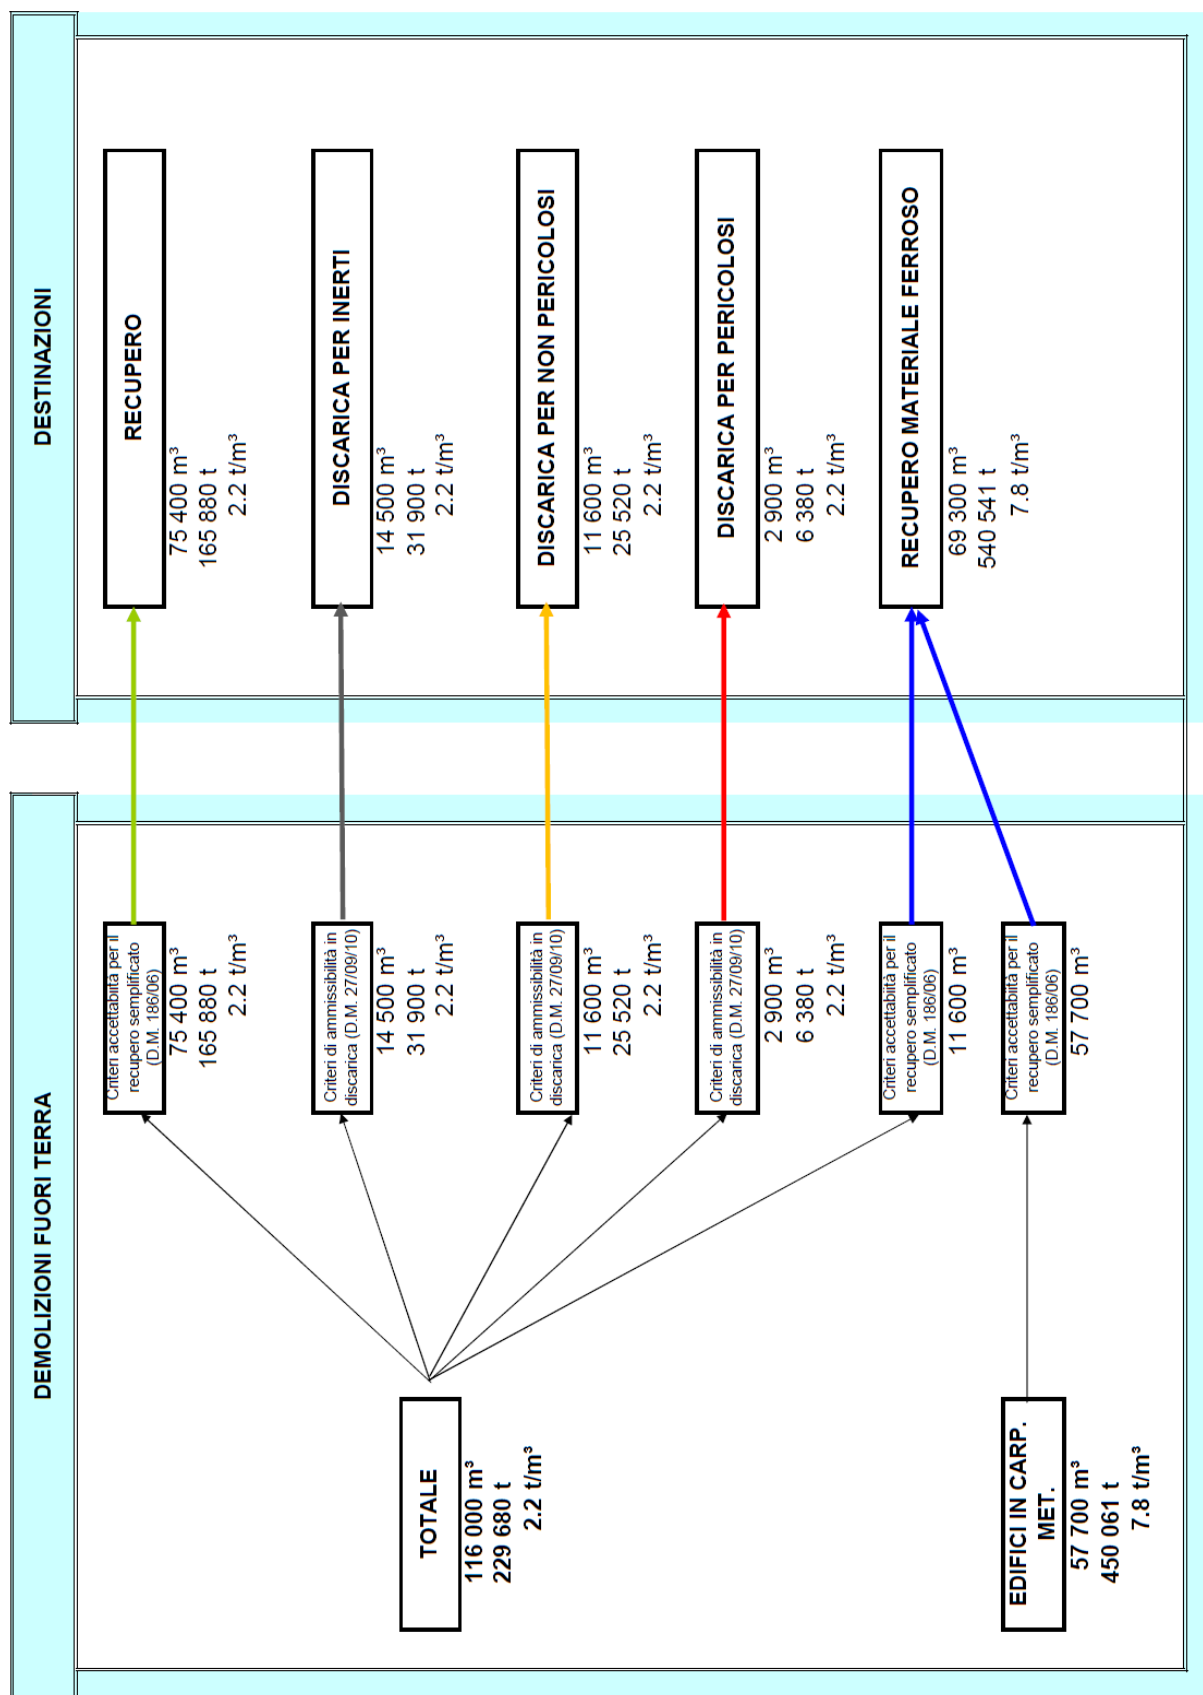 DEMOLIZIONI FUORI TERRA
DESTINAZIONI
TOTALE
116 000 m³
229 680 t
2.2 t/m³
EDIFICI IN CARP.
MET.
57 700 m³
450 061 t
7.8 t/m³
Criteri accettabiità per il
recupero semplificato
(D.M. 186/06)
75 400 m³
165 880 t
2.2 t/m³
Criteri di ammissibilità in
discarica (D.M. 27/09/10)
14 500 m³
31 900 t
2.2 t/m³
Criteri di ammissibilità in
discarica (D.M. 27/09/10)
11 600 m³
25 520 t
2.2 t/m³
Criteri di ammissibilità in
discarica (D.M. 27/09/10)
2 900 m³
6 380 t
2.2 t/m³
Criteri accettabiità per il
recupero semplificato
(D.M. 186/06)
11 600 m³
Criteri accettabiità per il
recupero semplificato
(D.M. 186/06)
57 700 m³
RECUPERO
75 400 m³
165 880 t
2.2 t/m³
DISCARICA PER INERTI
14 500 m³
31 900 t
2.2 t/m³
DISCARICA PER NON PERICOLOSI
11 600 m³
25 520 t
2.2 t/m³
DISCARICA PER PERICOLOSI
2 900 m³
6 380 t
2.2 t/m³
RECUPERO MATERIALE FERROSO
69 300 m³
540 541 t
7.8 t/m³